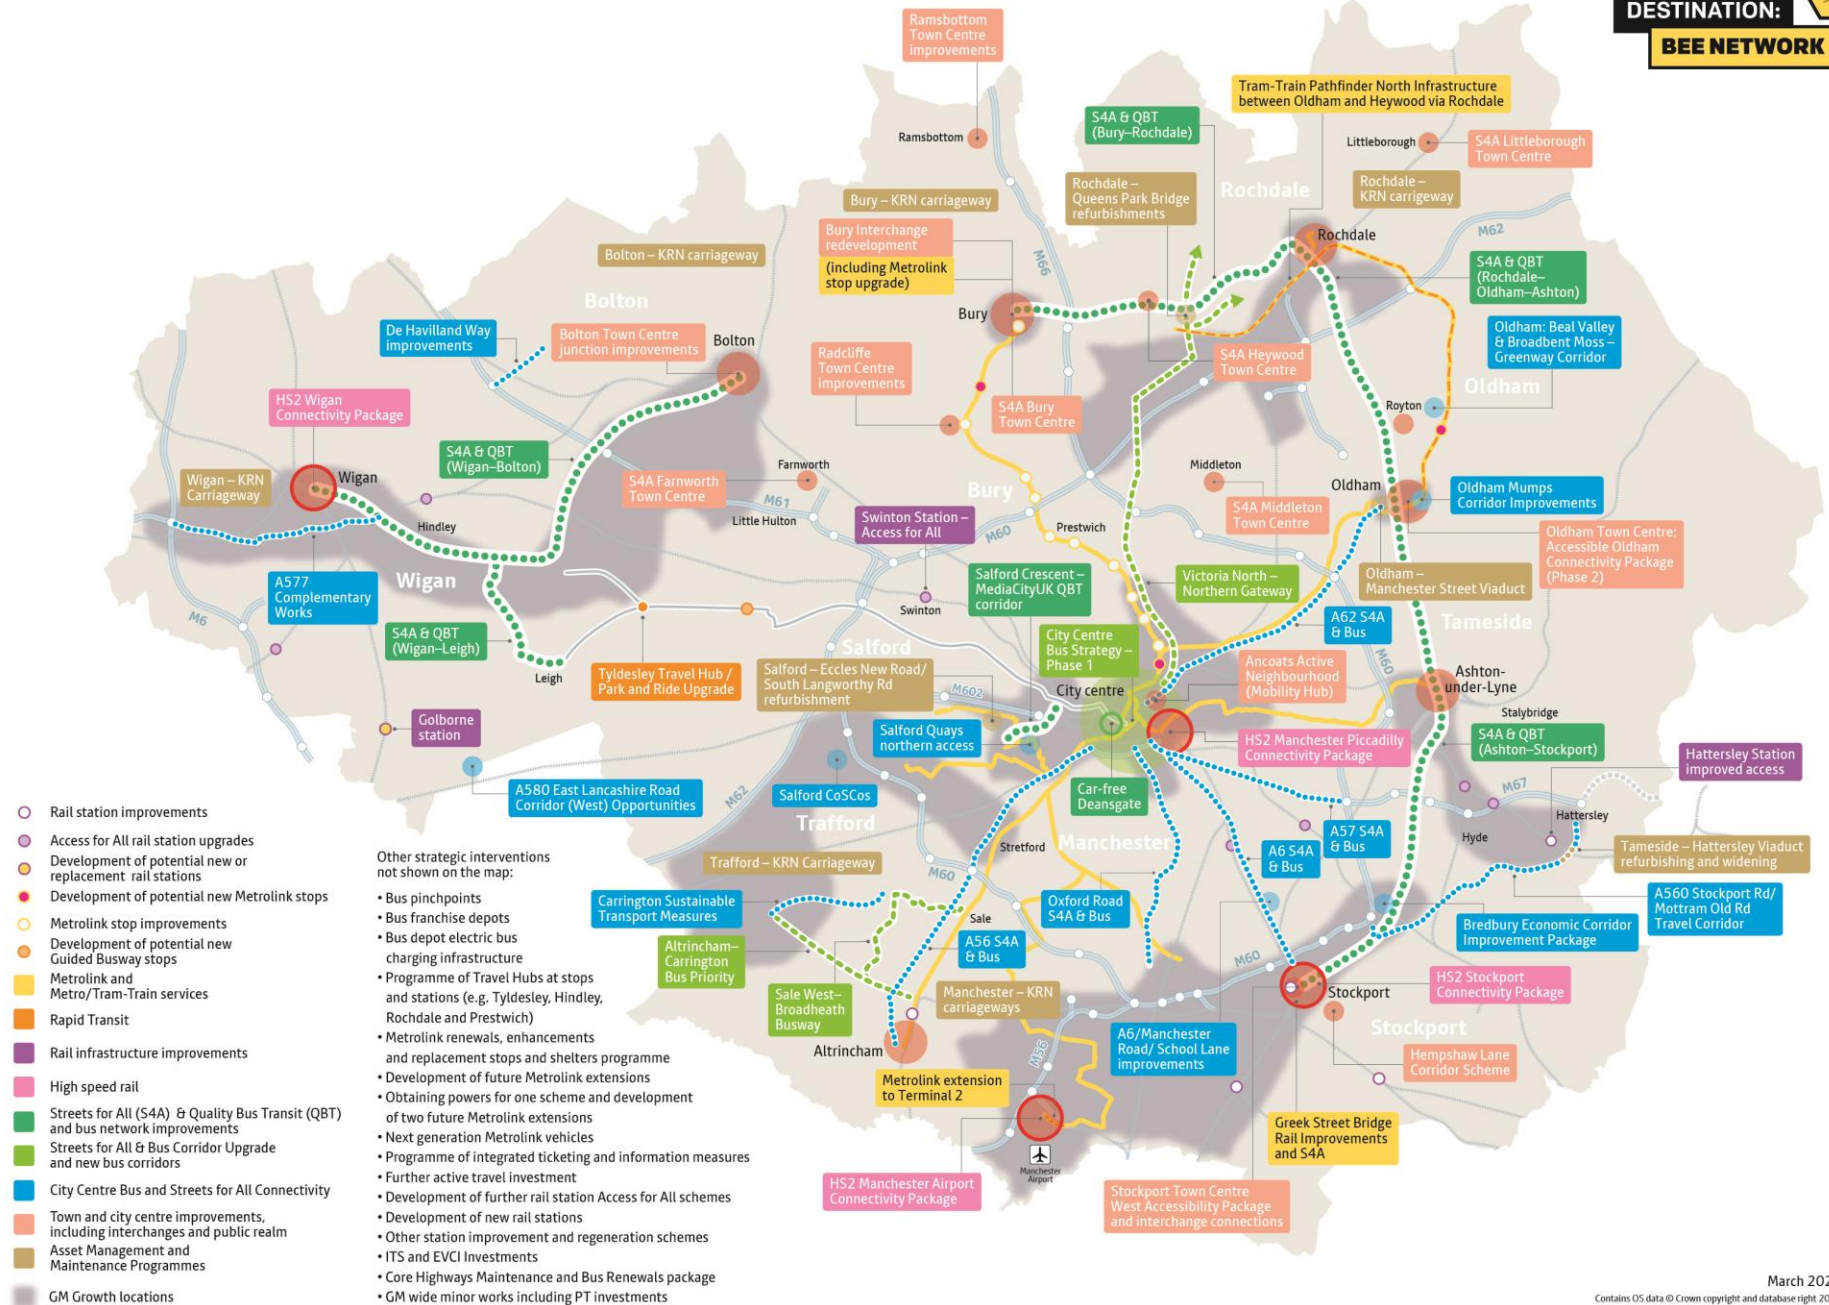 DESTINATION:
BEE NETWORK
Ramsbottom
Town Centre
improvements
Tram-Train Pathfinder North Infrastructure
between Oldham and Heywood via Rochdale
S4A & QBT
(Bury–Rochdale)
Ramsbottom
Littleborough
S4A Littleborough
Town Centre
Rochdale –
Queens Park Bridge
refurbishments
Rochdale
Rochdale –
KRN carrigeway
Bury – KRN carriageway
Bury Interchange
redevelopment
(including Metrolink
stop upgrade)
M66
Rochdale
M62
Bolton – KRN carriageway
S4A & QBT
(Rochdale–
Oldham–Ashton)
Bolton
Bury
De Havilland Way
improvements
Bolton Town Centre
junction improvements
Bolton
Oldham: Beal Valley
& Broadbent Moss –
Greenway Corridor
Radcliffe
Town Centre
improvements
S4A Heywood
Town Centre
Oldham
HS2 Wigan
Connectivity Package
S4A Bury
Town Centre
Royton
S4A & QBT
(Wigan–Bolton)
Wigan – KRN
Carriageway
Wigan
S4A Farnworth
Town Centre
Farnworth
Bury
Middleton
S4A Middleton
Town Centre
Oldham
Oldham Mumps
Corridor Improvements
M61
Little Hulton
Hindley
Swinton Station –
Access for All
M60
Prestwich
Oldham Town Centre:
Accessible Oldham
Connectivity Package
(Phase 2)
A577
Complementary
Works
Wigan
Salford Crescent –
MediaCityUK QBT
corridor
Victoria North –
Northern Gateway
Oldham –
Manchester Street Viaduct
M6
Swinton
A62 S4A
& Bus
Tameside
S4A & QBT
(Wigan–Leigh)
Salford
City Centre
Bus Strategy –
Phase 1
M60
Leigh
Tyldesley Travel Hub /
Park and Ride Upgrade
Salford – Eccles New Road/
South Langworthy Rd
refurbishment
M602
City centre
Ancoats Active
Neighbourhood
(Mobility Hub)
Ashton-
under-Lyne
Stalybridge
Golborne
station
Salford Quays
northern access
HS2 Manchester Piccadilly
Connectivity Package
S4A & QBT
(Ashton–Stockport)
Hattersley Station
improved access
A580 East Lancashire Road
Corridor (West) Opportunities
M62
Salford CoSCos
Car-free
Deansgate
M67
Trafford
Manchester
A57 S4A
& Bus
Hyde
Hattersley
Stretford
A6 S4A
& Bus
Tameside – Hattersley Viaduct
refurbishing and widening
Trafford – KRN Carriageway
M60
Carrington Sustainable
Transport Measures
Sale
Oxford Road
S4A & Bus
Bredbury Economic Corridor
Improvement Package
A560 Stockport Rd/
Mottram Old Rd
Travel Corridor
Altrincham–
Carrington
Bus Priority
A56 S4A
& Bus
M60
Sale West–
Broadheath
Busway
Manchester – KRN
carriageways
HS2 Stockport
Connectivity Package
Stockport
Stockport
Altrincham
M56
A6/Manchester
Road/ School Lane
improvements
Hempshaw Lane
Corridor Scheme
Metrolink extension
to Terminal 2
Greek Street Bridge
Rail Improvements
and S4A
Manchester
Airport
HS2 Manchester Airport
Connectivity Package
Stockport Town Centre
West Accessibility Package
and interchange connections
Rail station improvements
Access for All rail station upgrades
Development of potential new or
replacement rail stations
Development of potential new Metrolink stops
Metrolink stop improvements
Development of potential new
Guided Busway stops
Metrolink and
Metro/Tram-Train services
Rapid Transit
Rail infrastructure improvements
High speed rail
Streets for All (S4A) & Quality Bus Transit (QBT)
and bus network improvements
Streets for All & Bus Corridor Upgrade
and new bus corridors
City Centre Bus and Streets for All Connectivity
Town and city centre improvements,
including interchanges and public realm
Asset Management and
Maintenance Programmes
GM Growth locations
Other strategic interventions
not shown on the map:
• Bus pinchpoints
• Bus franchise depots
• Bus depot electric bus
charging infrastructure
• Programme of Travel Hubs at stops
and stations (e.g. Tyldesley, Hindley,
Rochdale and Prestwich)
• Metrolink renewals, enhancements
and replacement stops and shelters programme
• Development of future Metrolink extensions
• Obtaining powers for one scheme and development
of two future Metrolink extensions
• Next generation Metrolink vehicles
• Programme of integrated ticketing and information measures
• Further active travel investment
• Development of further rail station Access for All schemes
• Development of new rail stations
• Other station improvement and regeneration schemes
• ITS and EVCI Investments
• Core Highways Maintenance and Bus Renewals package
• GM wide minor works including PT investments
March 202
Contains OS data © Crown copyright and database right 20